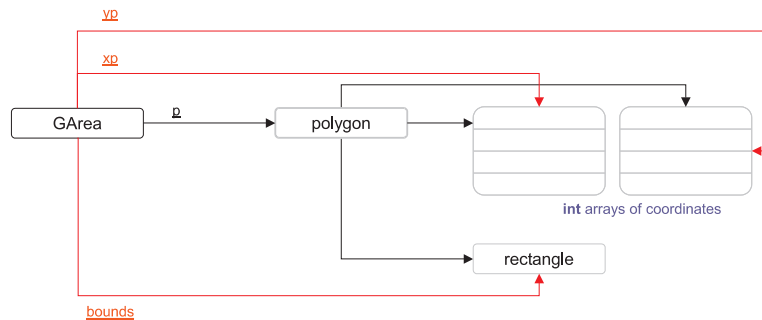 yp
xp
p
GArea
polygon
int arrays of coordinates
rectangle
bounds